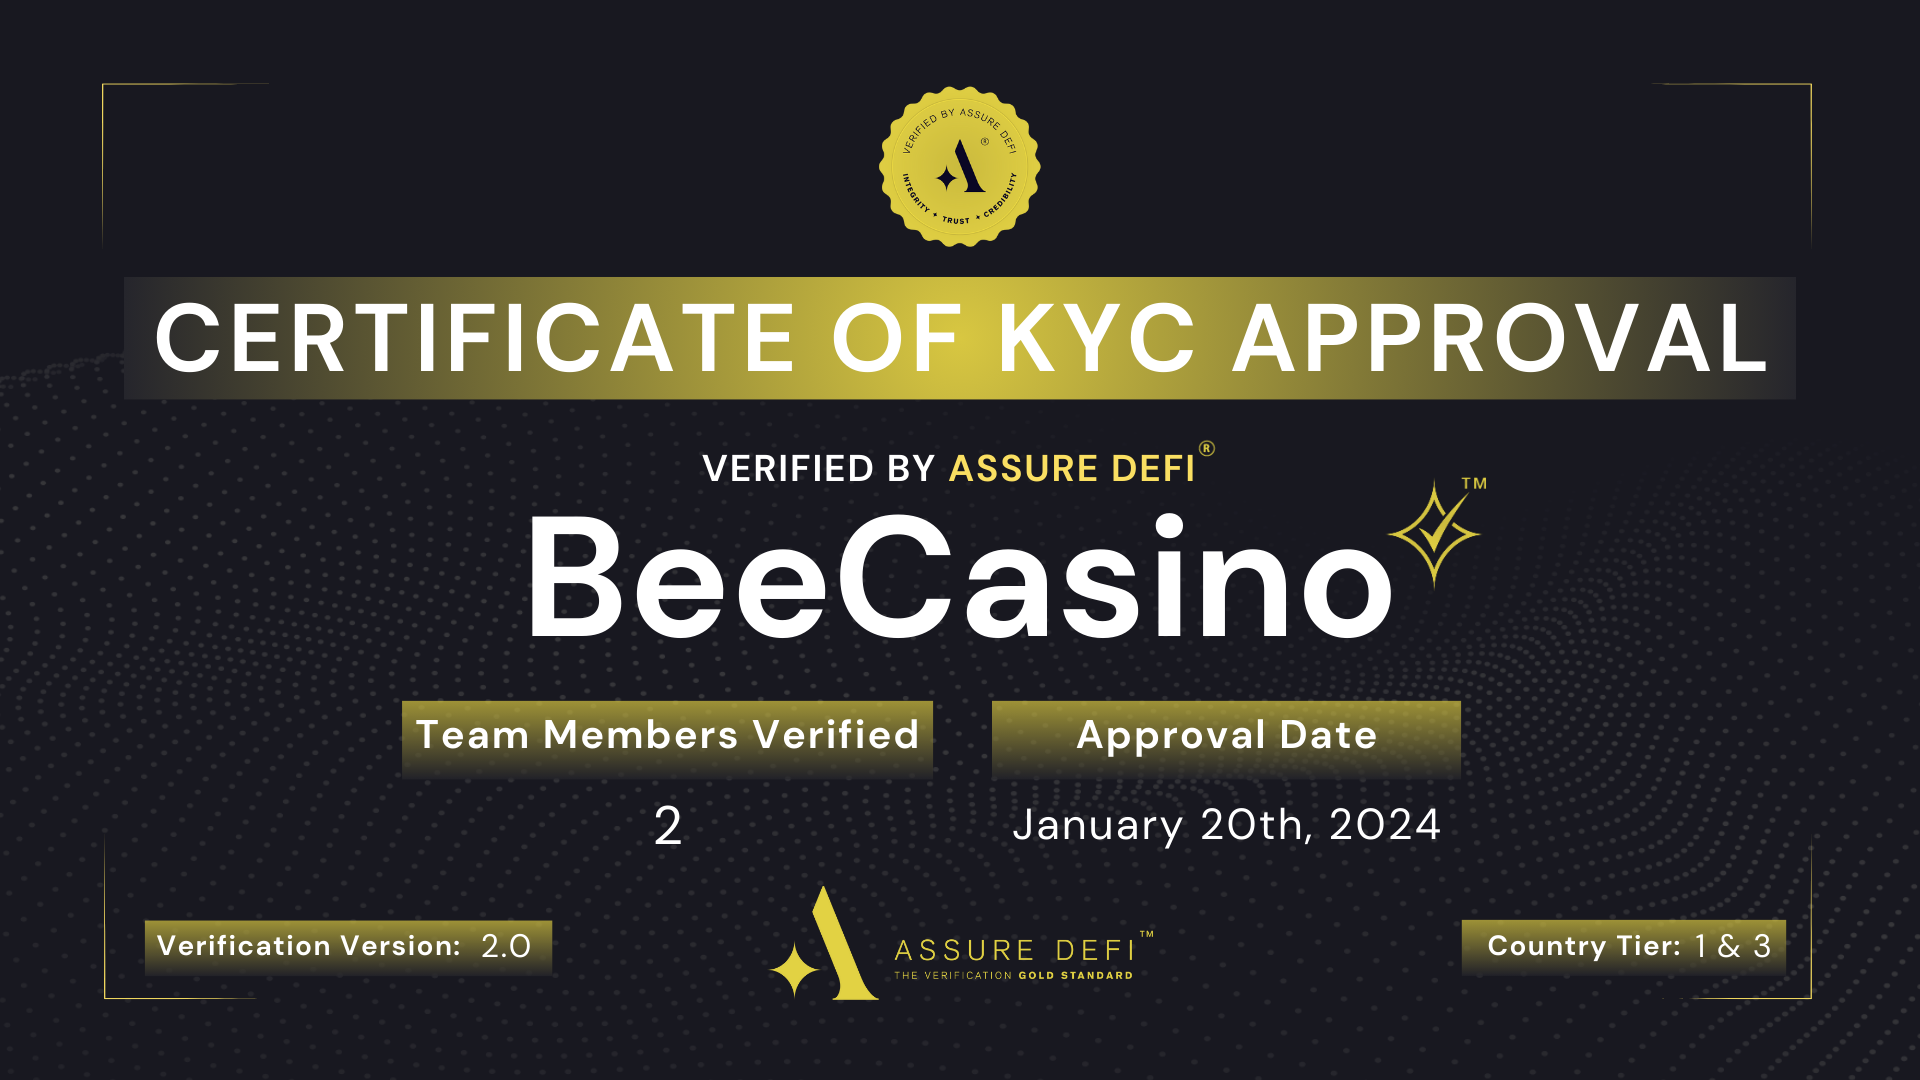 VERIFIED BY ASSURE DEFI
®
INTEGRITY ✦ TRUST ✦ CREDIBILITY
CERTIFICATE OF KYC APPROVAL
VERIFIED BY ASSURE DEFI®
BeeCasino™
Team Members Verified
2
Approval Date
January 20th, 2024
Verification Version: 2.0
ASSURE DEFI™
THE VERIFICATION GOLD STANDARD
Country Tier: 1 & 3